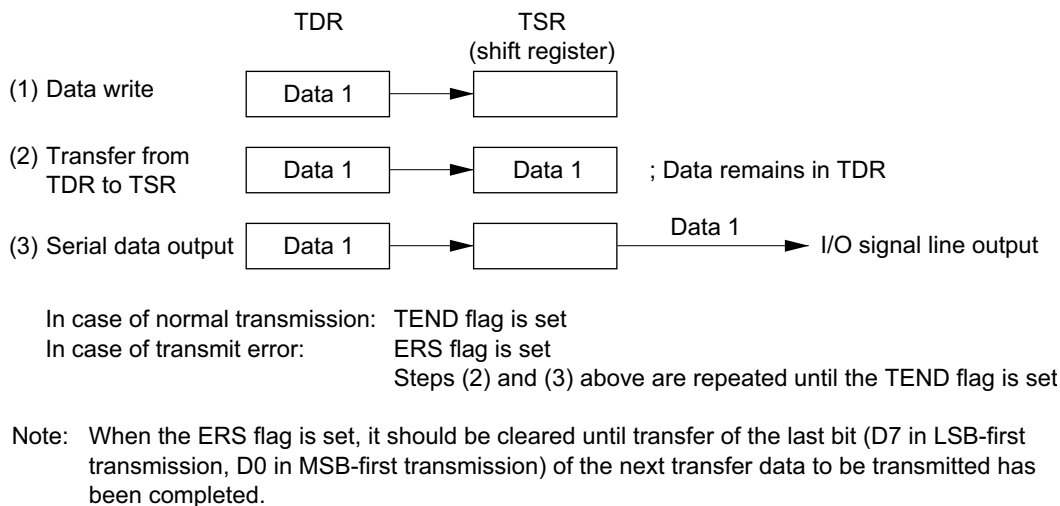 TDR TSR
(shift register)
(1) Data write Data 1
(2) Transfer from
TDR to TSR Data 1 Data 1 ; Data remains in TDR
(3) Serial data output Data 1 Data 1 I/O signal line output
In case of normal transmission: TEND flag is set
In case of transmit error: ERS flag is set
Steps (2) and (3) above are repeated until the TEND flag is set
Note: When the ERS flag is set, it should be cleared until transfer of the last bit (D7 in LSB-first
transmission, D0 in MSB-first transmission) of the next transfer data to be transmitted has
been completed.